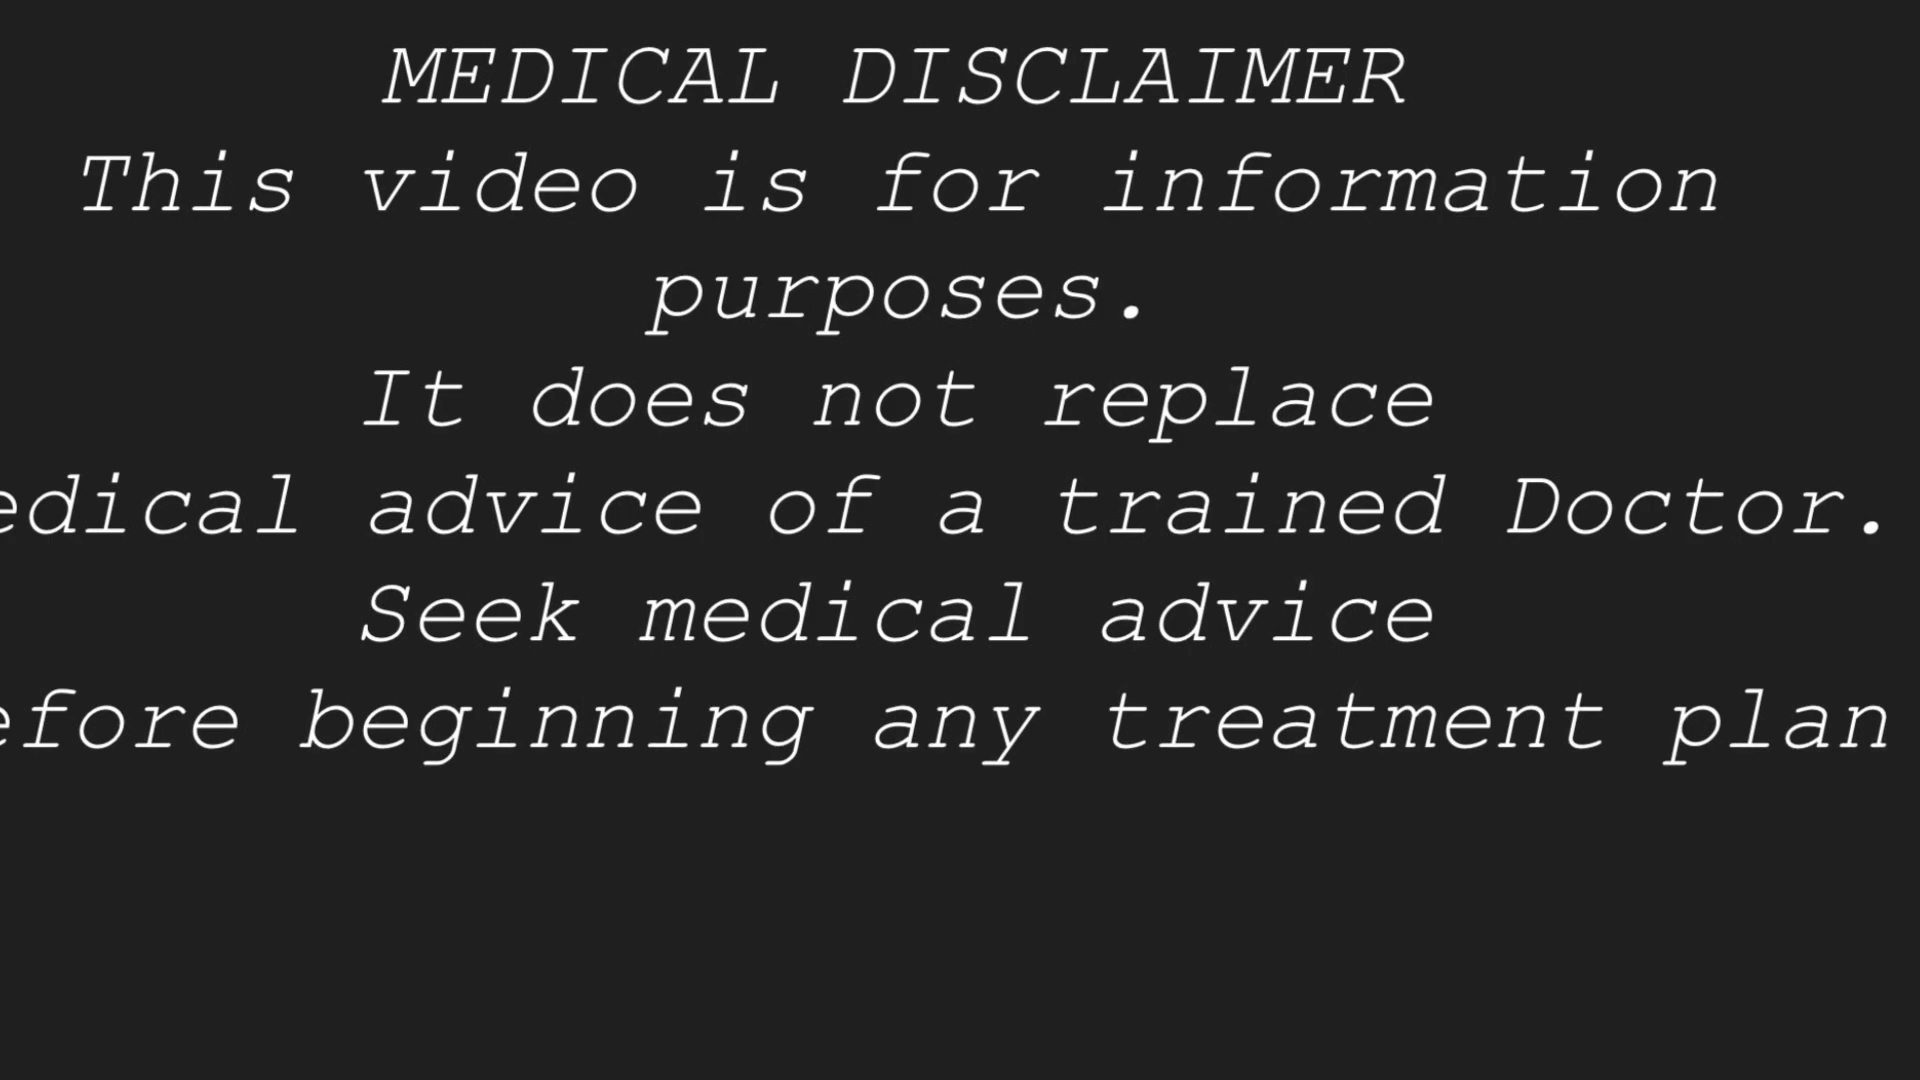 MEDICAL DISCLAIMER
This video is for information
purposes.
It does not replace
edical advice of a trained Doctor.
Seek medical advice
efore beginning any treatment plan